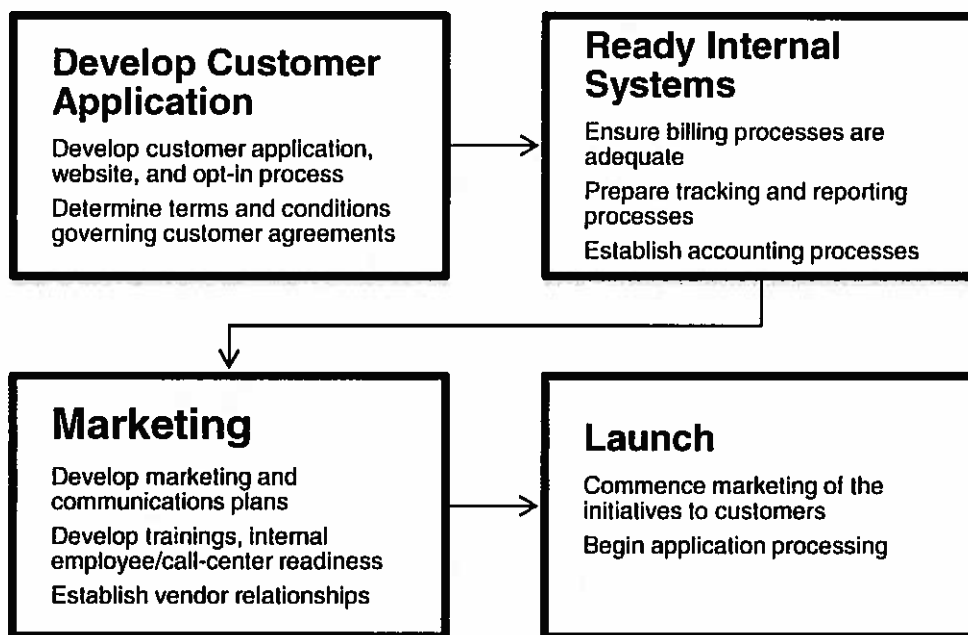 Develop Customer
Application
Develop customer application,
website, and opt-in process
Determine terms and conditions
governing customer agreements
Ready Internal
Systems
Ensure billing processes are
adequate
Prepare tracking and reporting
processes
Establish accounting processes
Marketing
Develop marketing and
communications plans
Develop trainings, internal
employee/call-center readiness
Establish vendor relationships
Launch
Commence marketing of the
initiatives to customers
Begin application processing